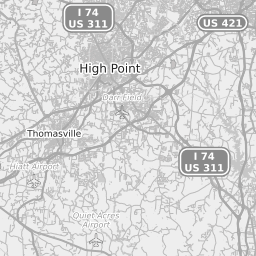 I 74
US 311
US 421
High Point
Darr Field
Thomasville
I 74
US 311
Hiatt Airport
Quiet Acres
Airport